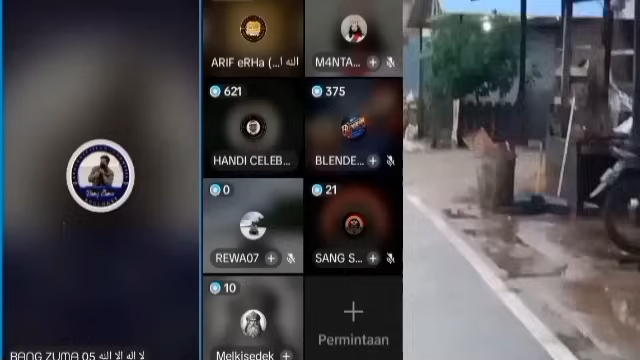 BANG ZUMA 05 لا اله الا الله
ARIF eRHa (...الله ا
M4NTA...
621
HANDI CELEB...
375
BLENDE...
0
REWA07
21
SANG S...
10
Melkisedek
Permintaan